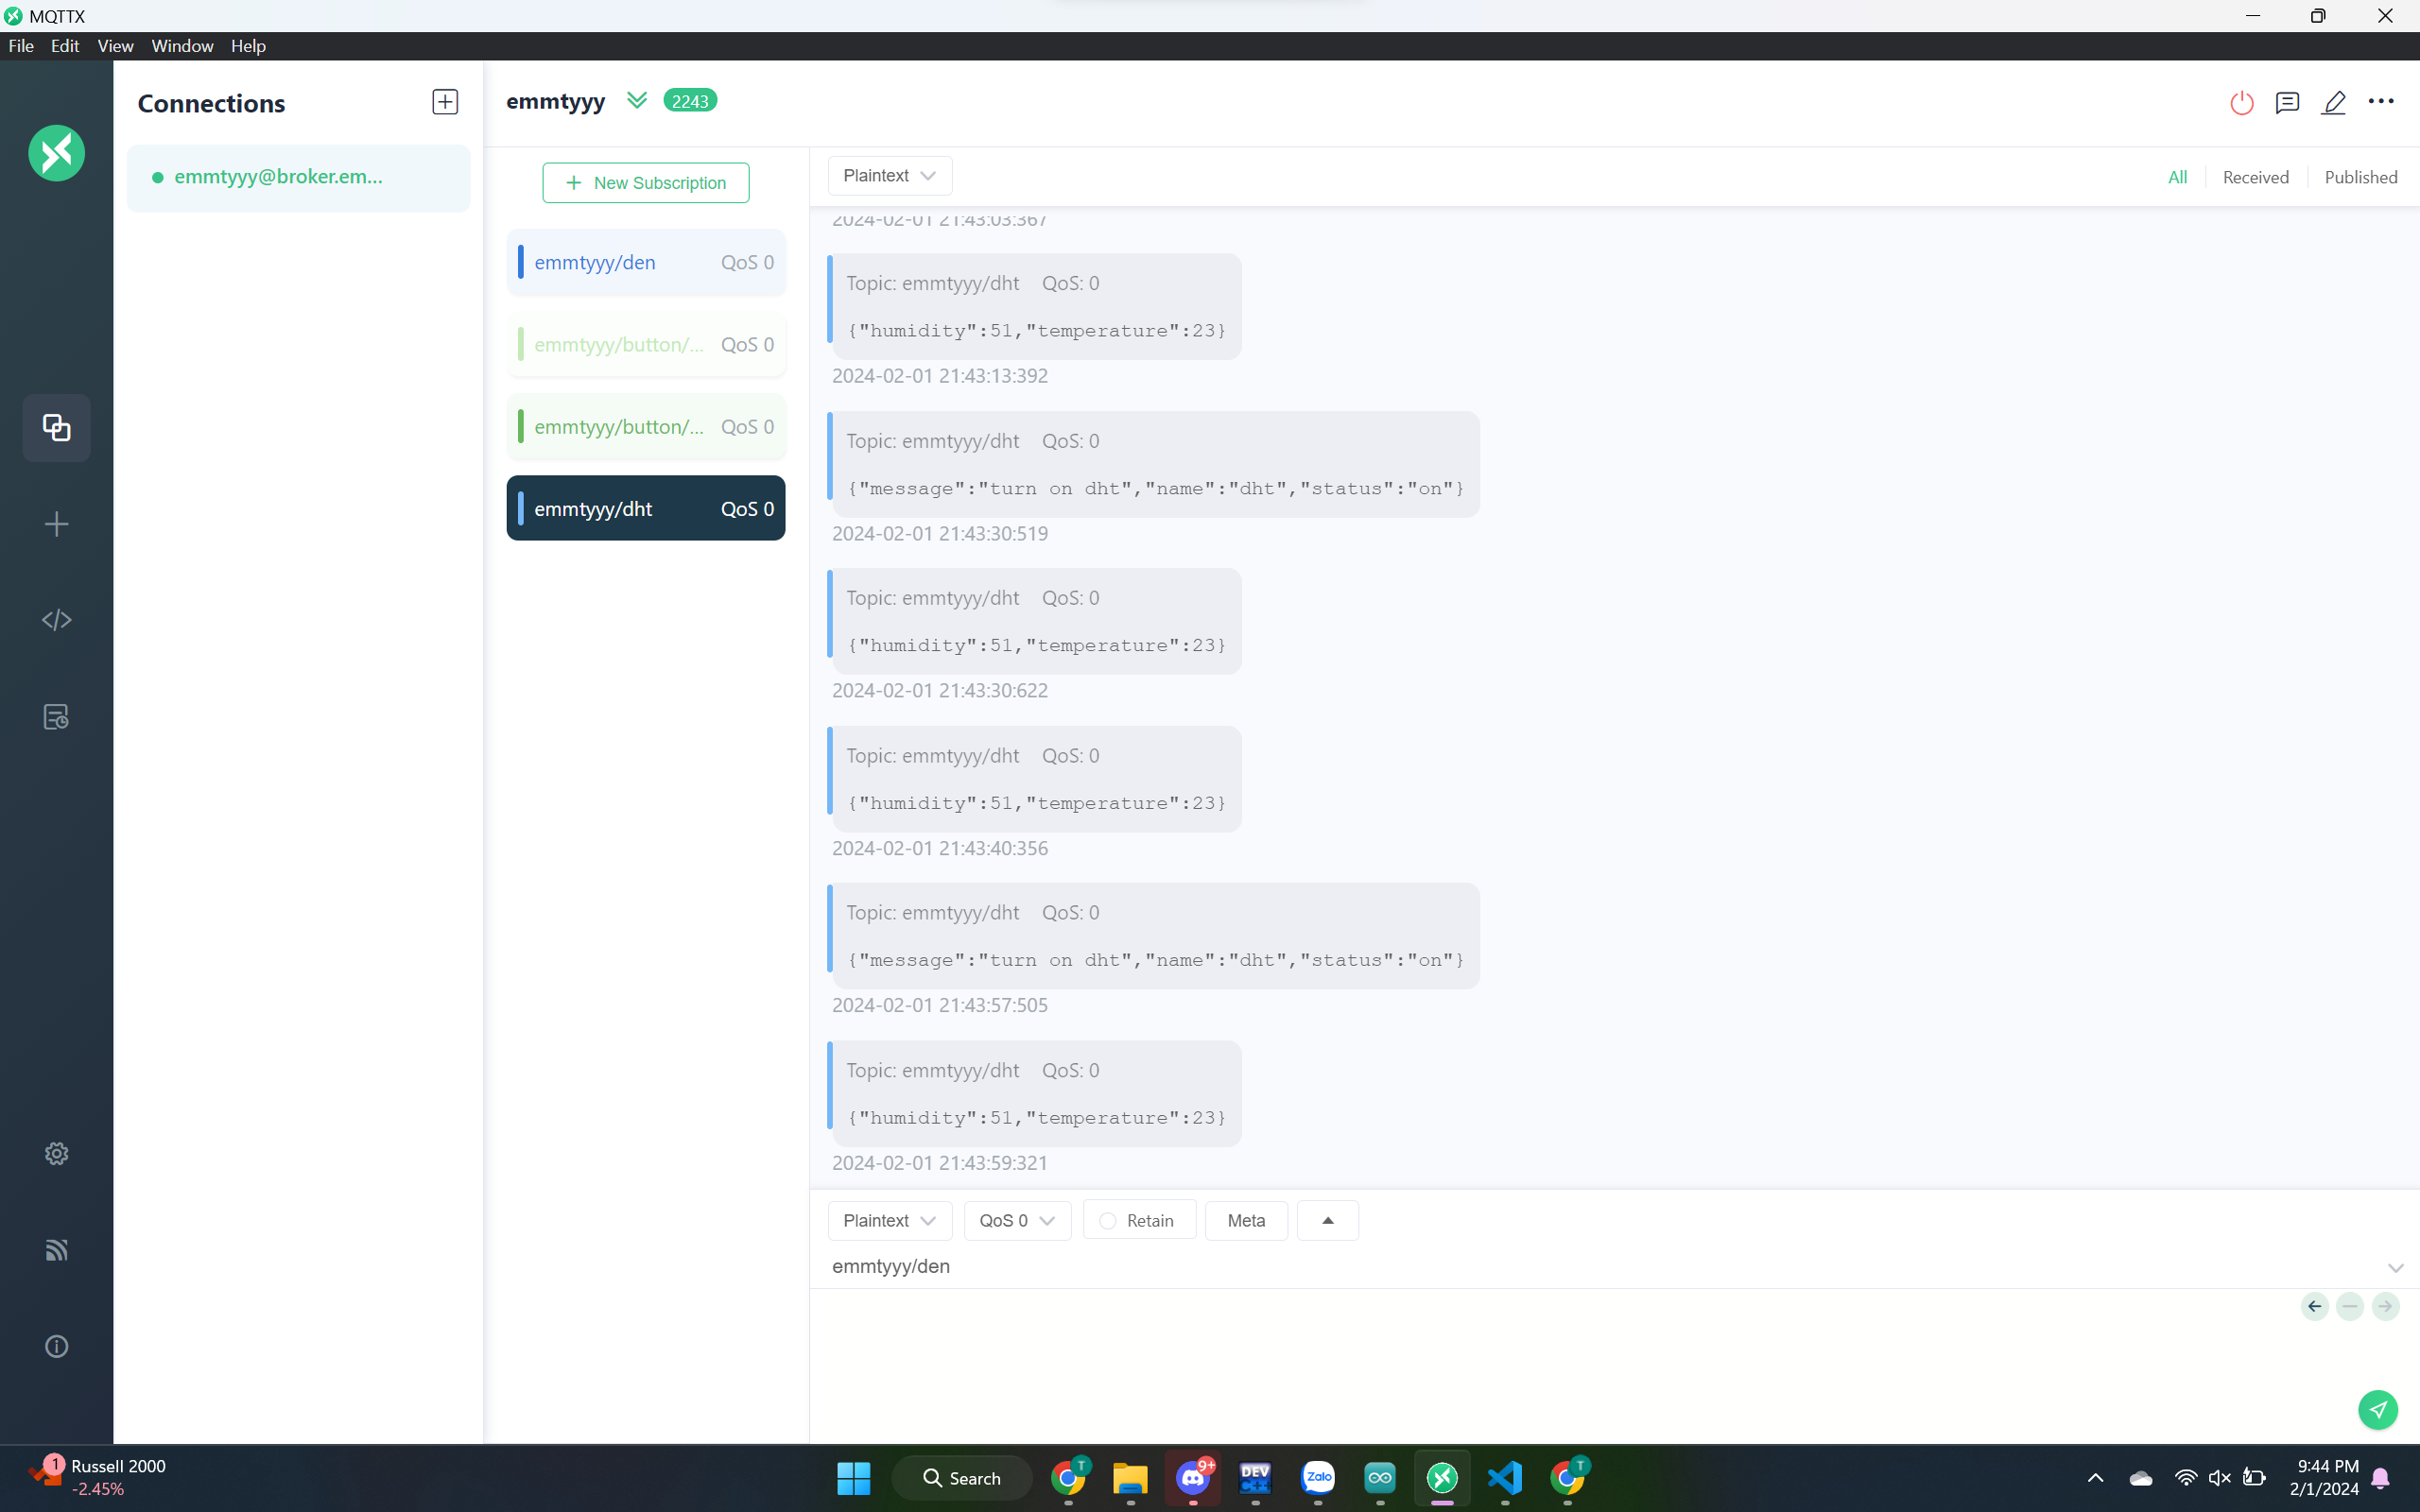 MQTTX
File Edit View Window Help
Connections
emmtyyy@broker.em...
emmtyyy 2243
New Subscription
emmtyyy/den QoS 0
emmtyyy/button/... QoS 0
emmtyyy/button/... QoS 0
emmtyyy/dht QoS 0
Plaintext
All Received Published
2024-02-01 21:43:03:367
Topic: emmtyyy/dht QoS: 0
{"humidity":51,"temperature":23}
2024-02-01 21:43:13:392
Topic: emmtyyy/dht QoS: 0
{"message":"turn on dht","name":"dht","status":"on"}
2024-02-01 21:43:30:519
Topic: emmtyyy/dht QoS: 0
{"humidity":51,"temperature":23}
2024-02-01 21:43:30:622
Topic: emmtyyy/dht QoS: 0
{"humidity":51,"temperature":23}
2024-02-01 21:43:40:356
Topic: emmtyyy/dht QoS: 0
{"message":"turn on dht","name":"dht","status":"on"}
2024-02-01 21:43:57:505
Topic: emmtyyy/dht QoS: 0
{"humidity":51,"temperature":23}
2024-02-01 21:43:59:321
Plaintext QoS 0 Retain Meta
emmtyyy/den
1
Russell 2000
-2.45%
Search
T
9+
DEV
C++
Zalo
T
9:44 PM
2/1/2024